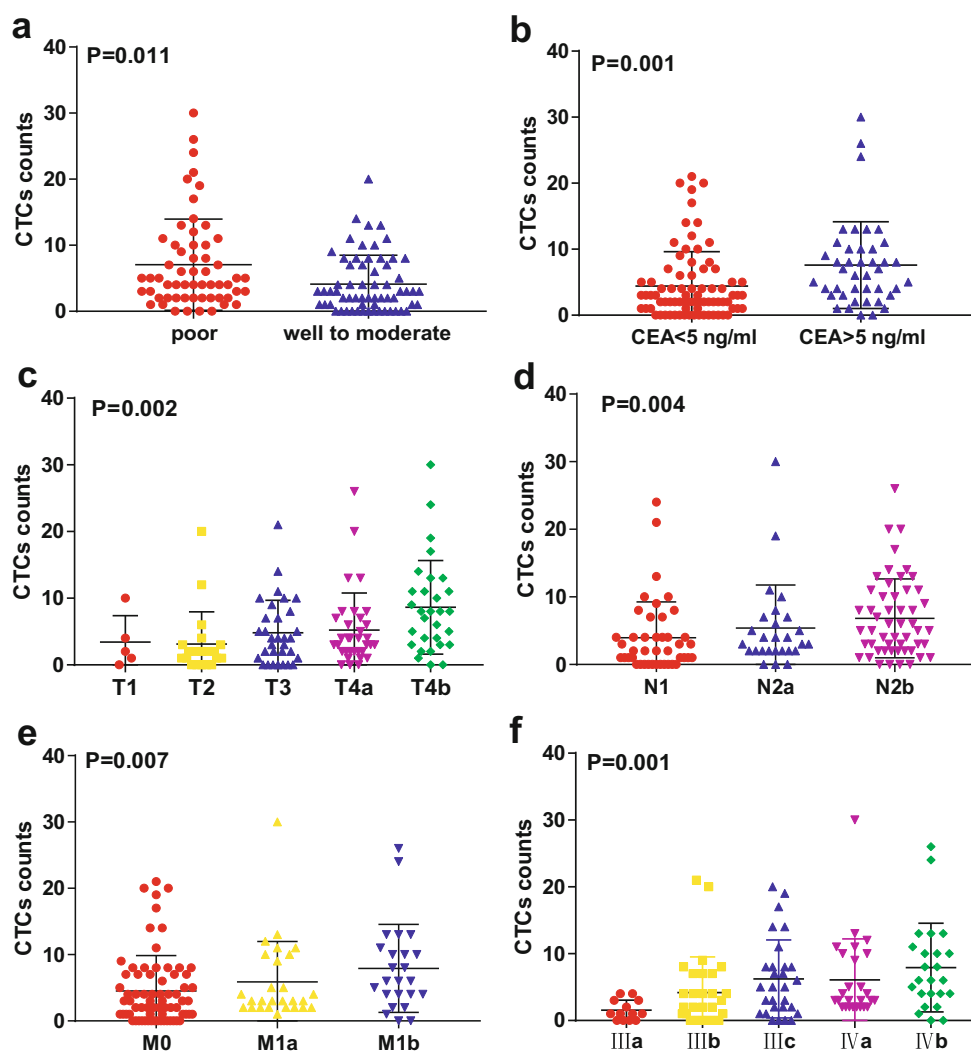 a
P=0.011
CTCs counts
40
30
20
10
0
poor well to moderate
b
P=0.001
CTCs counts
40
30
20
10
0
CEA<5 ng/ml CEA>5 ng/ml
c
P=0.002
CTCs counts
40
30
20
10
0
T1 T2 T3 T4a T4b
d
P=0.004
CTCs counts
40
30
20
10
0
N1 N2a N2b
e
P=0.007
CTCs counts
40
30
20
10
0
M0 M1a M1b
f
P=0.001
CTCs counts
40
30
20
10
0
Ⅲa Ⅲb Ⅲc Ⅳa Ⅳb